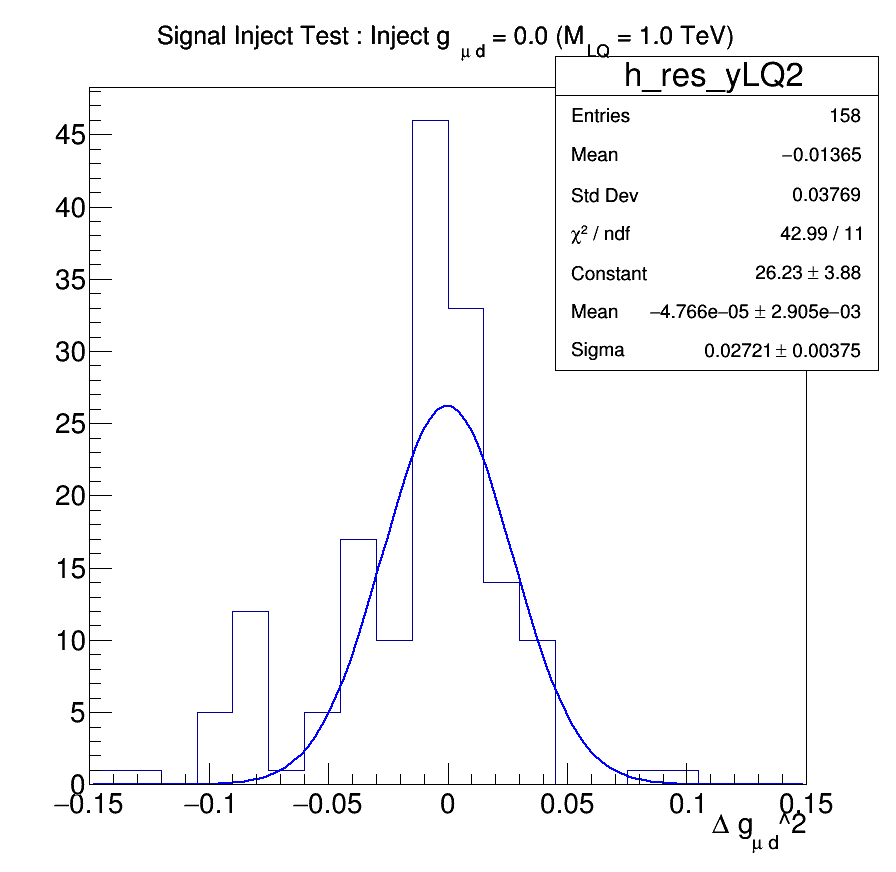 Signal Inject Test : Inject g μ d = 0.0 (M LQ = 1.0 TeV)
h_res_yLQ2
Entries 158
Mean −0.01365
Std Dev 0.03769
χ² / ndf 42.99 / 11
Constant 26.23 ± 3.88
Mean −4.766e−05 ± 2.905e−03
Sigma 0.02721 ± 0.00375
45
40
35
30
25
20
15
10
5
0
−0.15 −0.1 −0.05 0 0.05 0.1 0.15
Δ g μ d ^2